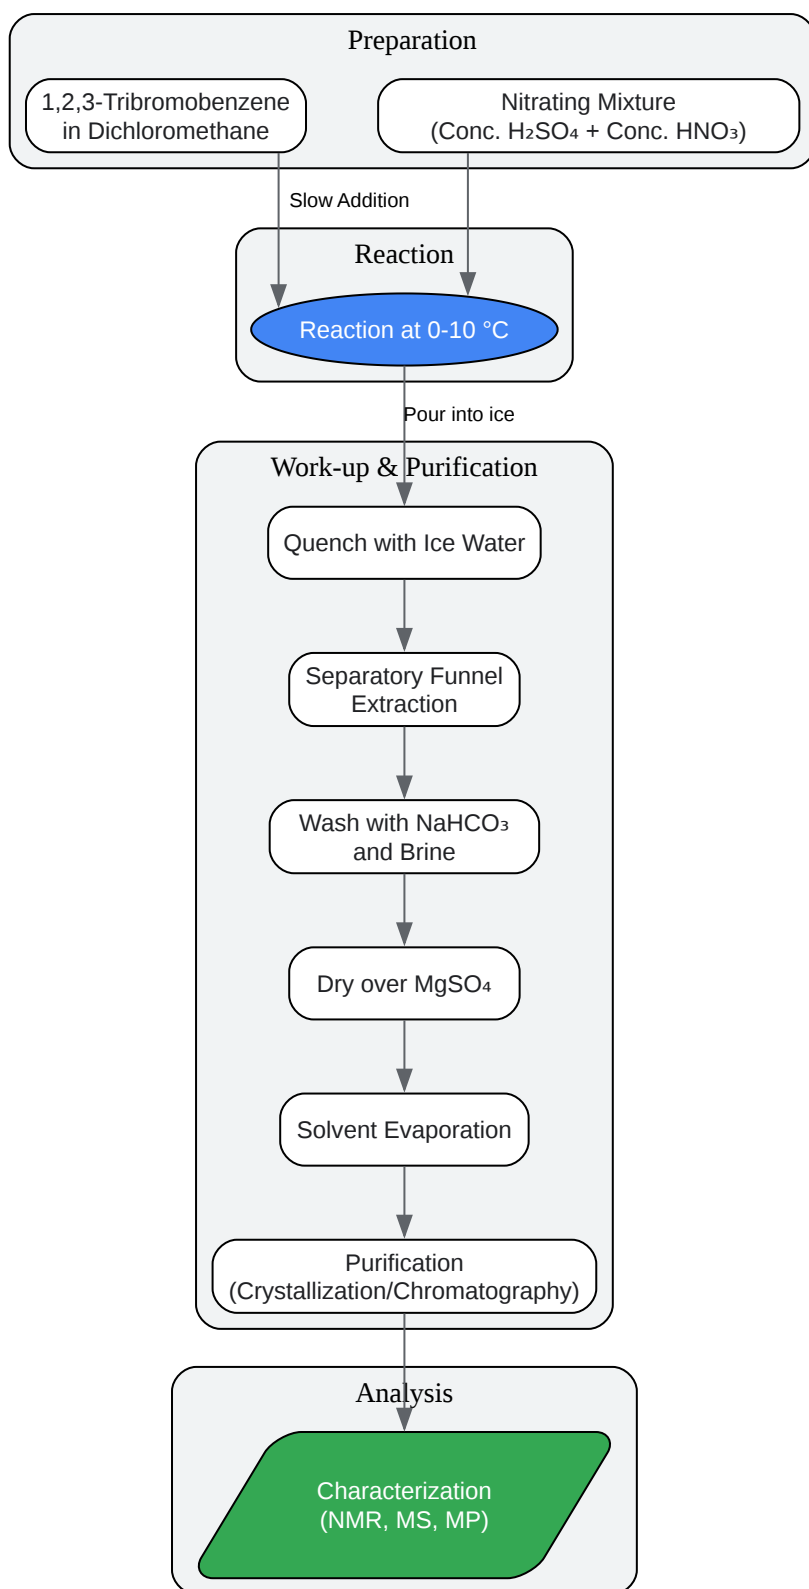 Preparation
1,2,3-Tribromobenzene
in Dichloromethane
Nitrating Mixture
(Conc. H₂SO₄ + Conc. HNO₃)
Slow Addition
Reaction
Reaction at 0-10 °C
Pour into ice
Work-up & Purification
Quench with Ice Water
Separatory Funnel
Extraction
Wash with NaHCO₃
and Brine
Dry over MgSO₄
Solvent Evaporation
Purification
(Crystallization/Chromatography)
Analysis
Characterization
(NMR, MS, MP)